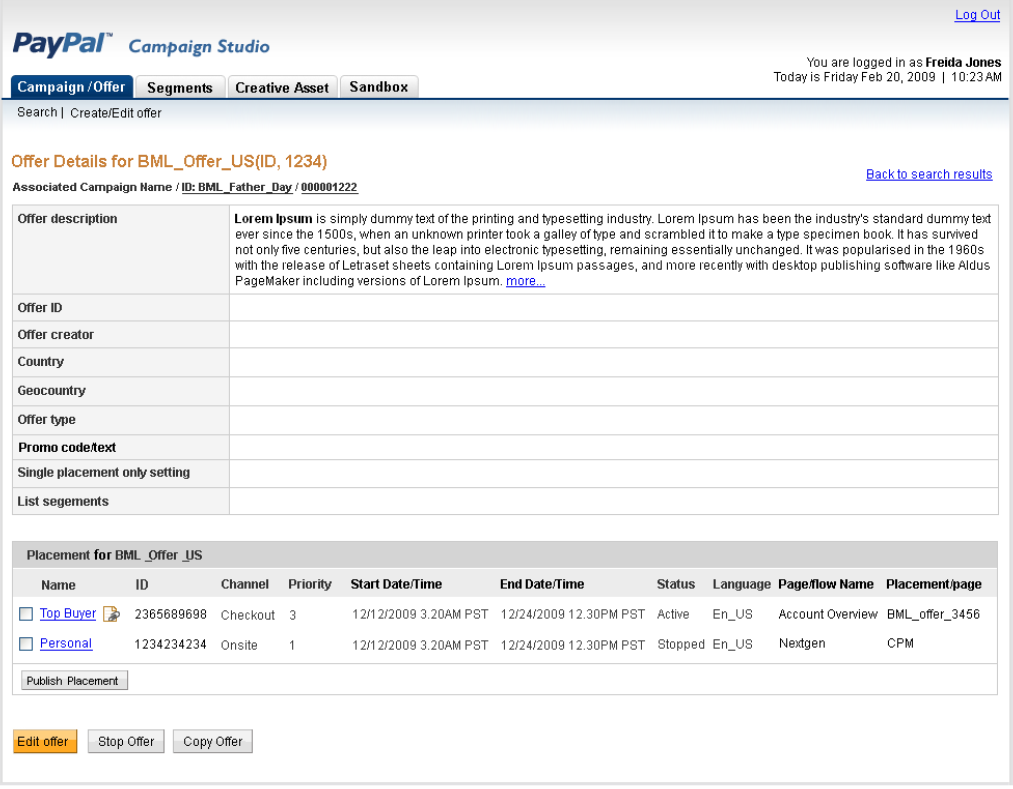 Log Out
PayPal™ Campaign Studio
You are logged in as Freida Jones
Today is Friday Feb 20, 2009 | 10:23 AM
Campaign /Offer Segments Creative Asset Sandbox
Search | Create/Edit offer
Offer Details for BML_Offer_US(ID, 1234)
Back to search results
Associated Campaign Name / ID: BML_Father_Day / 000001222
Offer description
Lorem Ipsum is simply dummy text of the printing and typesetting industry. Lorem Ipsum has been the industry's standard dummy text
ever since the 1500s, when an unknown printer took a galley of type and scrambled it to make a type specimen book. It has survived
not only five centuries, but also the leap into electronic typesetting, remaining essentially unchanged. It was popularised in the 1960s
with the release of Letraset sheets containing Lorem Ipsum passages, and more recently with desktop publishing software like Aldus
PageMaker including versions of Lorem Ipsum. more...
Offer ID
Offer creator
Country
Geocountry
Offer type
Promo code/text
Single placement only setting
List segements
Placement for BML _Offer _US
Name ID Channel Priority Start Date/Time End Date/Time Status Language Page/flow Name Placement/page
Top Buyer 2365689698 Checkout 3 12/12/2009 3.20AM PST 12/24/2009 12.30PM PST Active En_US Account Overview BML_offer_3456
Personal 1234234234 Onsite 1 12/12/2009 3.20AM PST 12/24/2009 12.30PM PST Stopped En_US Nextgen CPM
Publish Placement
Edit offer Stop Offer Copy Offer